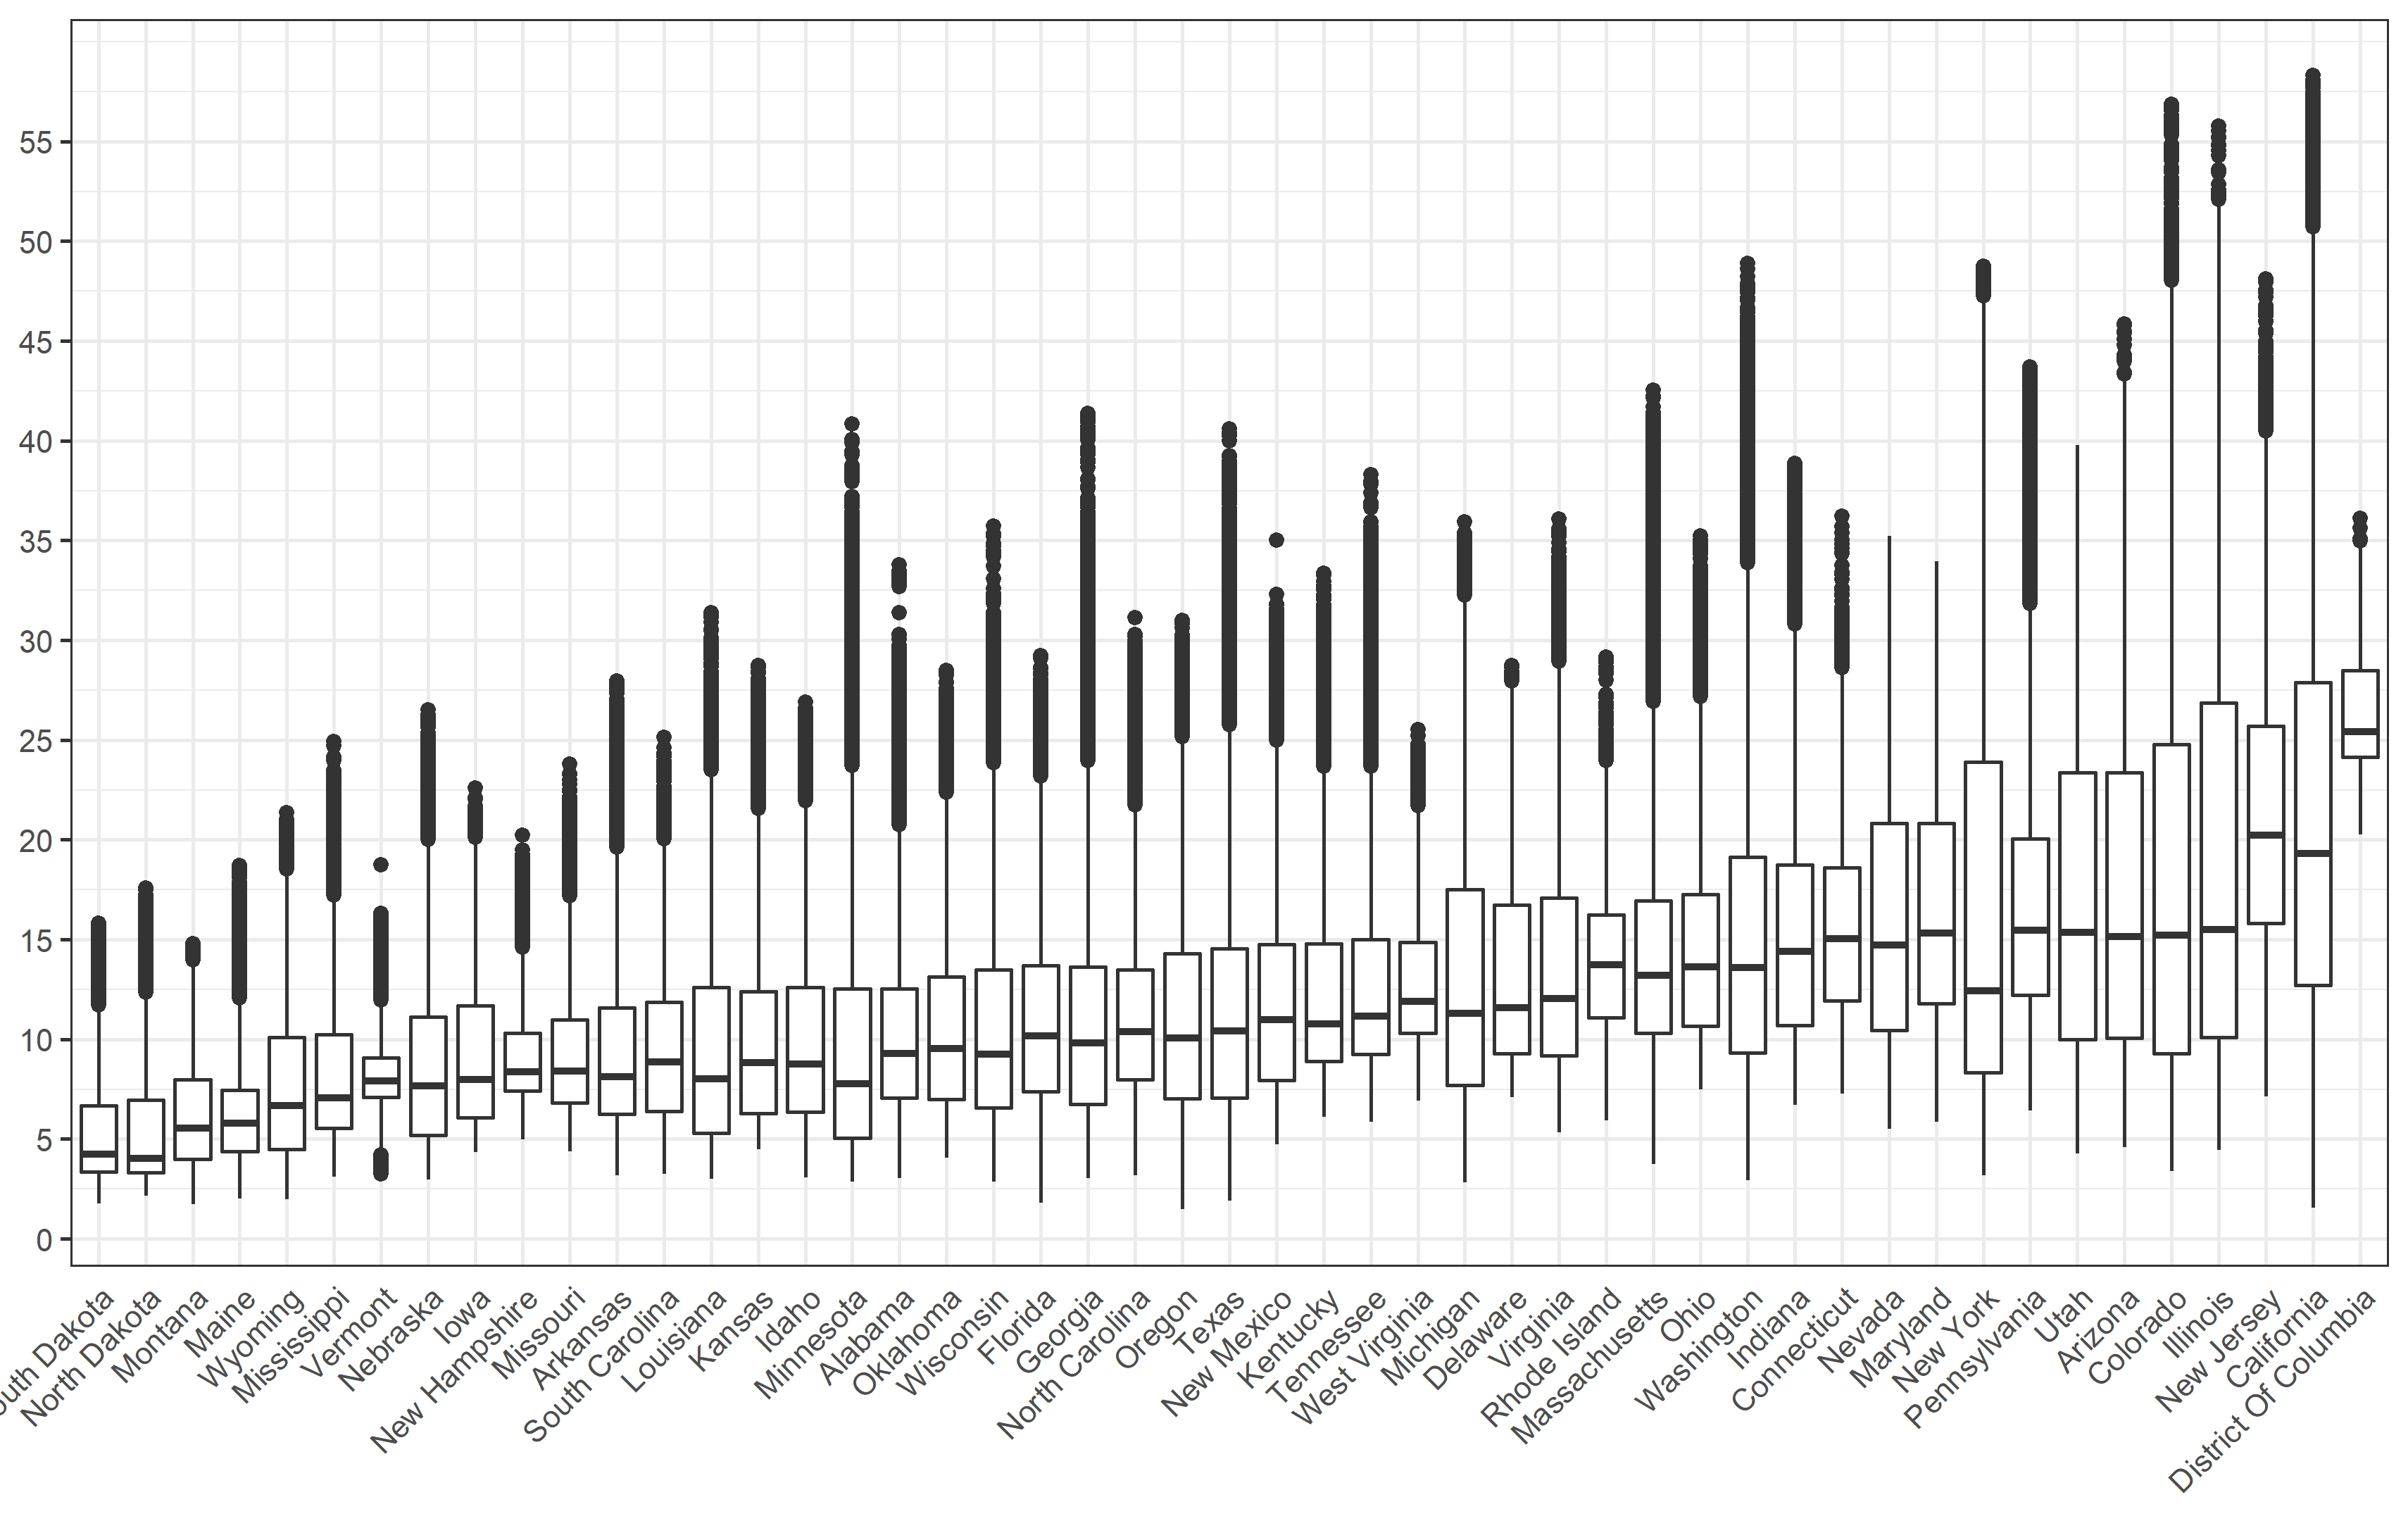 55
50
45
40
35
30
25
20
15
10
5
0
outh Dakota
North Dakota
Montana
Maine
Wyoming
Mississippi
Vermont
Nebraska
Iowa
New Hampshire
Missouri
Arkansas
South Carolina
Louisiana
Kansas
Idaho
Minnesota
Alabama
Oklahoma
Wisconsin
Florida
Georgia
North Carolina
Oregon
Texas
New Mexico
Kentucky
Tennessee
West Virginia
Michigan
Delaware
Virginia
Rhode Island
Massachusetts
Ohio
Washington
Indiana
Connecticut
Nevada
Maryland
New York
Pennsylvania
Utah
Arizona
Colorado
Illinois
New Jersey
California
District Of Columbia